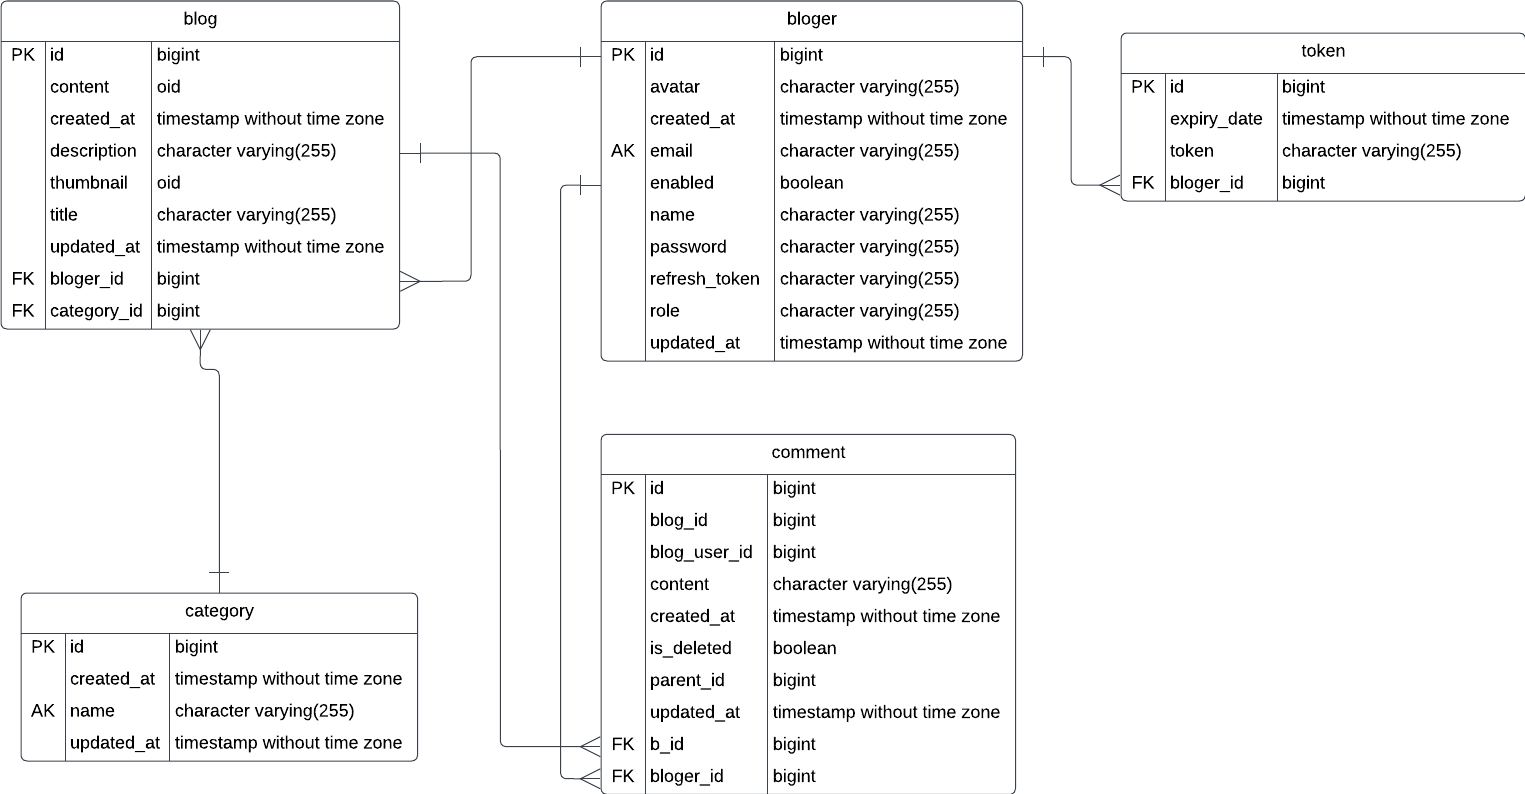 blog
PK id bigint
content oid
created_at timestamp without time zone
description character varying(255)
thumbnail oid
title character varying(255)
updated_at timestamp without time zone
FK bloger_id bigint
FK category_id bigint
bloger
PK id bigint
avatar character varying(255)
created_at timestamp without time zone
AK email character varying(255)
enabled boolean
name character varying(255)
password character varying(255)
refresh_token character varying(255)
role character varying(255)
updated_at timestamp without time zone
token
PK id bigint
expiry_date timestamp without time zone
token character varying(255)
FK bloger_id bigint
comment
PK id bigint
blog_id bigint
blog_user_id bigint
content character varying(255)
created_at timestamp without time zone
is_deleted boolean
parent_id bigint
updated_at timestamp without time zone
FK b_id bigint
FK bloger_id bigint
category
PK id bigint
created_at timestamp without time zone
AK name character varying(255)
updated_at timestamp without time zone